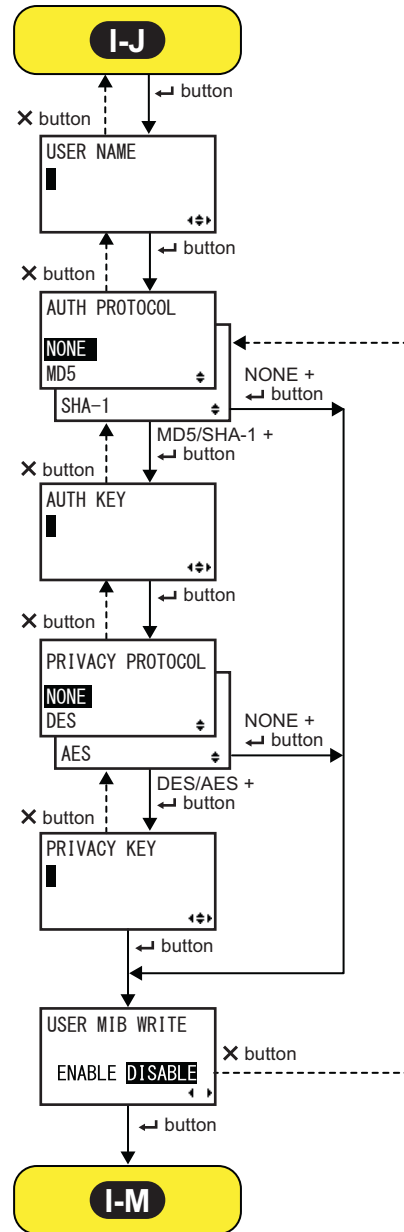 I-J
↵ button
✕ button
USER NAME
↵ button
✕ button
AUTH PROTOCOL
NONE
MD5
SHA-1
NONE +
↵ button
MD5/SHA-1 +
↵ button
✕ button
AUTH KEY
↵ button
✕ button
PRIVACY PROTOCOL
NONE
DES
AES
NONE +
↵ button
DES/AES +
↵ button
✕ button
PRIVACY KEY
↵ button
USER MIB WRITE
ENABLE DISABLE
✕ button
↵ button
I-M